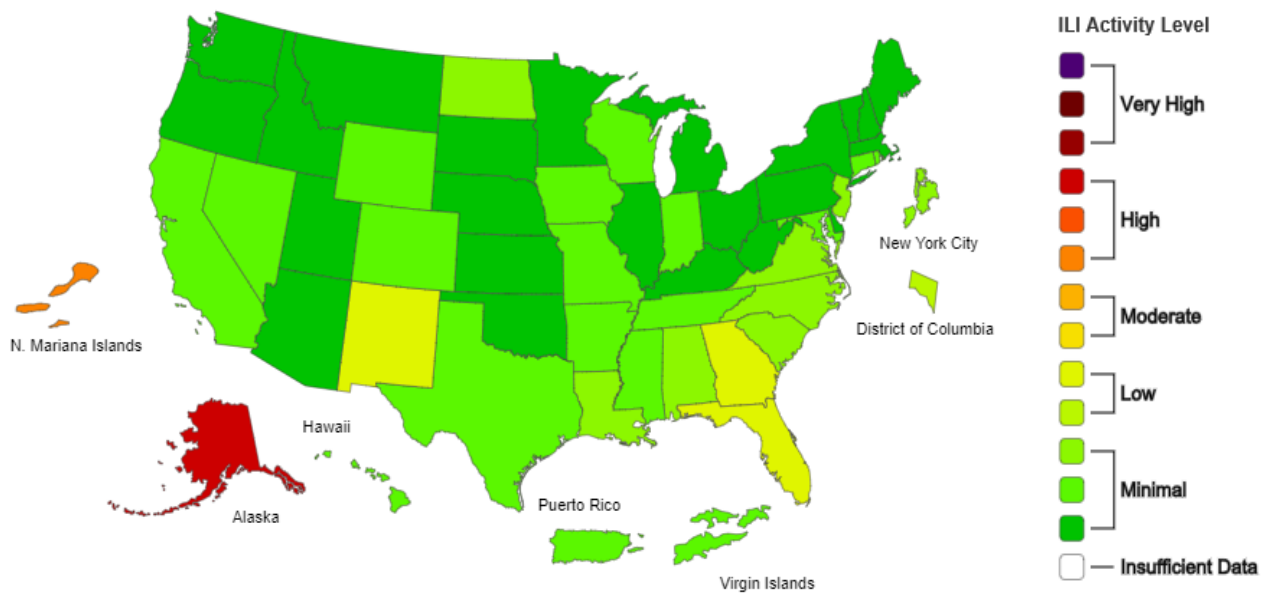 ILI Activity Level
Very High
High
Moderate
Low
Minimal
Insufficient Data
New York City
District of Columbia
N. Mariana Islands
Hawaii
Alaska
Puerto Rico
Virgin Islands